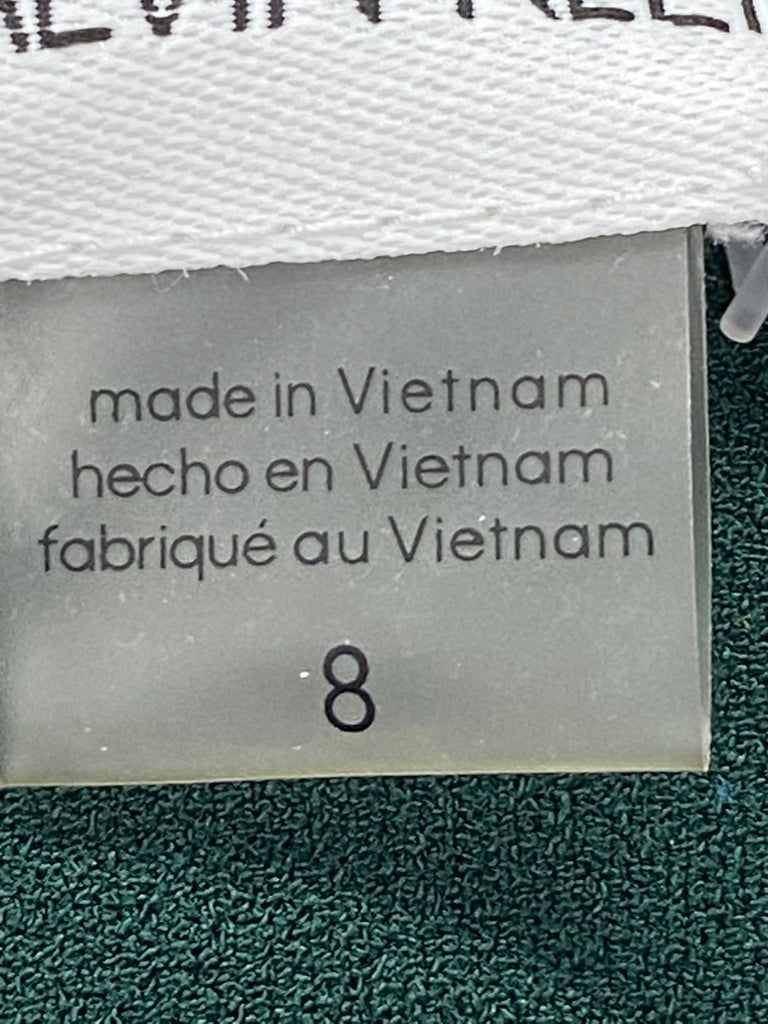 made in Vietnam
hecho en Vietnam
fabriqué au Vietnam
8